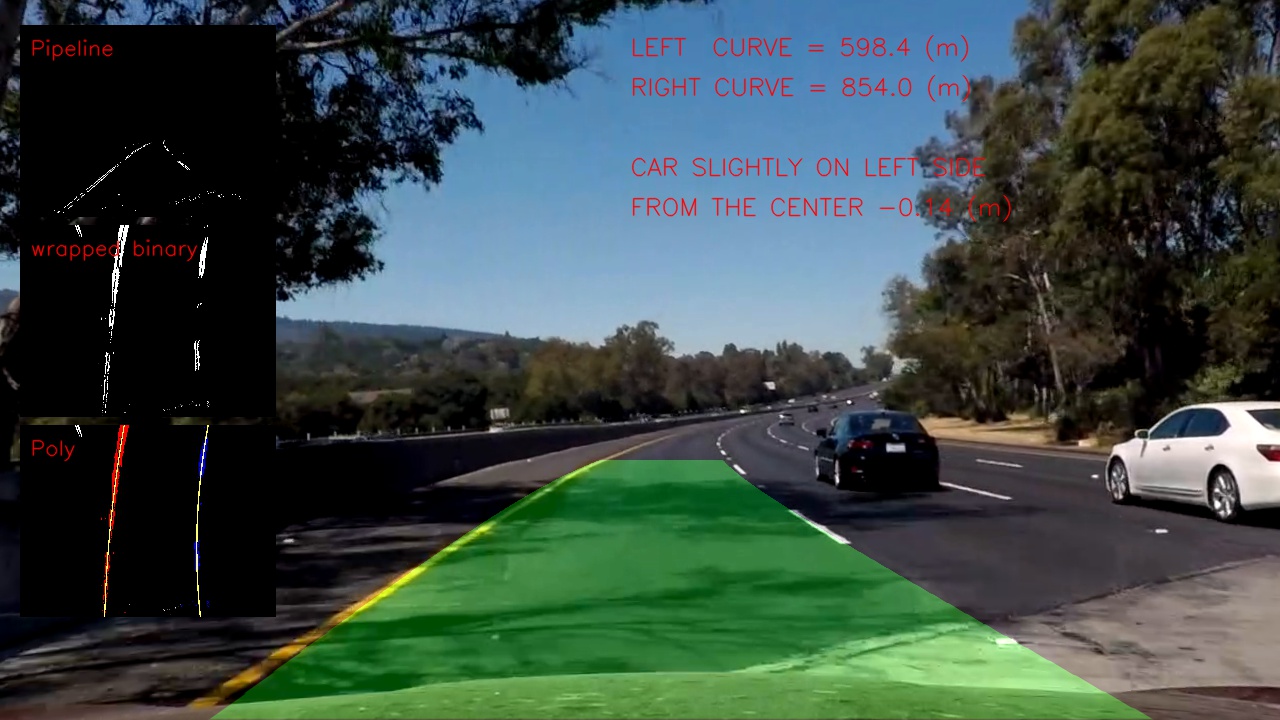 Pipeline
LEFT CURVE = 598.4 (m)
RIGHT CURVE = 854.0 (m)
CAR SLIGHTLY ON LEFT SIDE
FROM THE CENTER -0.14 (m)
wrapped binary
Poly